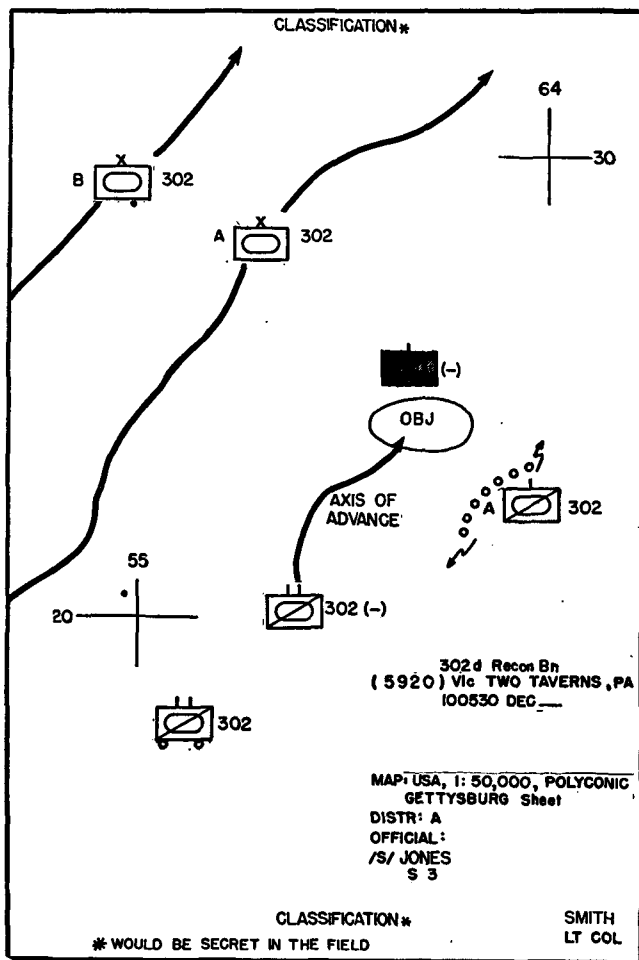 CLASSIFICATION *
64
30
X
B 302
X
A 302
(-)
OBJ
AXIS OF
ADVANCE
A 302
55
20
302 (-)
302
302d Recon Bn
(5920) Vic TWO TAVERNS, PA
100530 DEC __
MAP: USA, 1:50,000, POLYCONIC
GETTYSBURG Sheet
DISTR: A
OFFICIAL:
/S/ JONES
S 3
CLASSIFICATION *
SMITH
LT COL
* WOULD BE SECRET IN THE FIELD